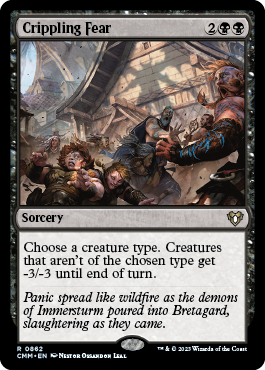 Crippling Fear 2
Sorcery
Choose a creature type. Creatures
that aren't of the chosen type get
-3/-3 until end of turn.
Panic spread like wildfire as the demons
of Immersturm poured into Bretagard,
slaughtering as they came.
R 0862
CMM • EN Nestor Ossandon Leal
™ & © 2023 Wizards of the Coast